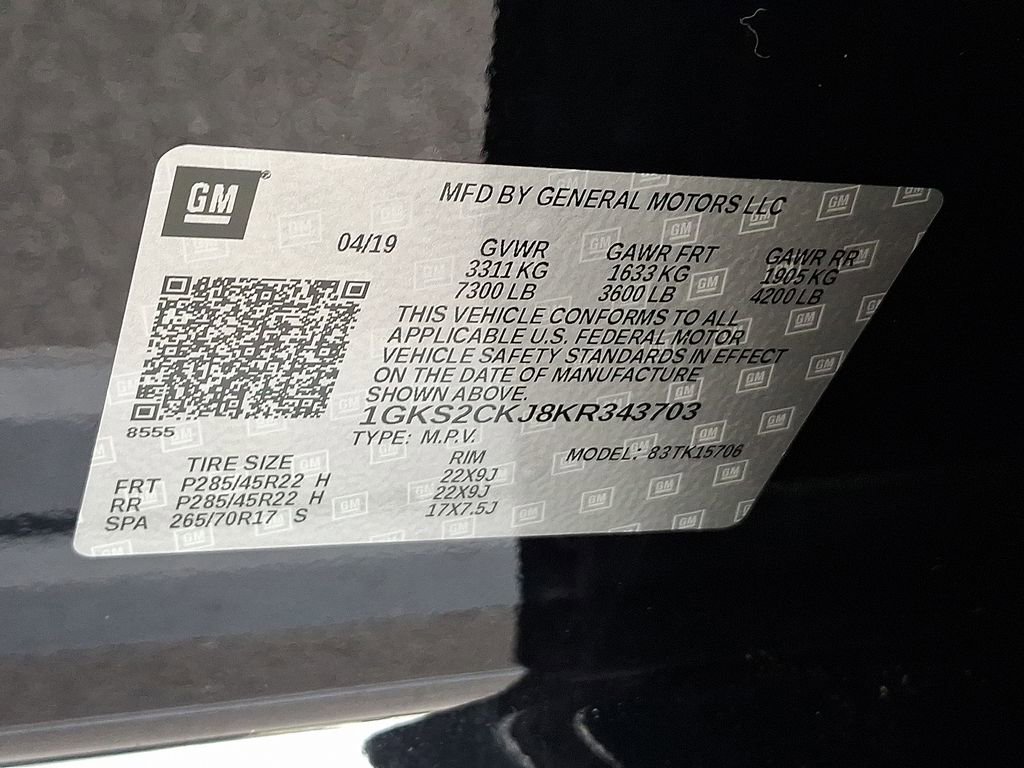 GM
MFD BY GENERAL MOTORS LLC
04/19
GVWR GAWR FRT GAWR RR
3311 KG 1633 KG 1905 KG
7300 LB 3600 LB 4200 LB
THIS VEHICLE CONFORMS TO ALL
APPLICABLE U.S. FEDERAL MOTOR
VEHICLE SAFETY STANDARDS IN EFFECT
ON THE DATE OF MANUFACTURE
SHOWN ABOVE.
1GKS2CKJ8KR343703
8555
TYPE: M.P.V. MODEL: 83TK15706
TIRE SIZE RIM
FRT P285/45R22 H 22X9J
RR P285/45R22 H 22X9J
SPA 265/70R17 S 17X7.5J